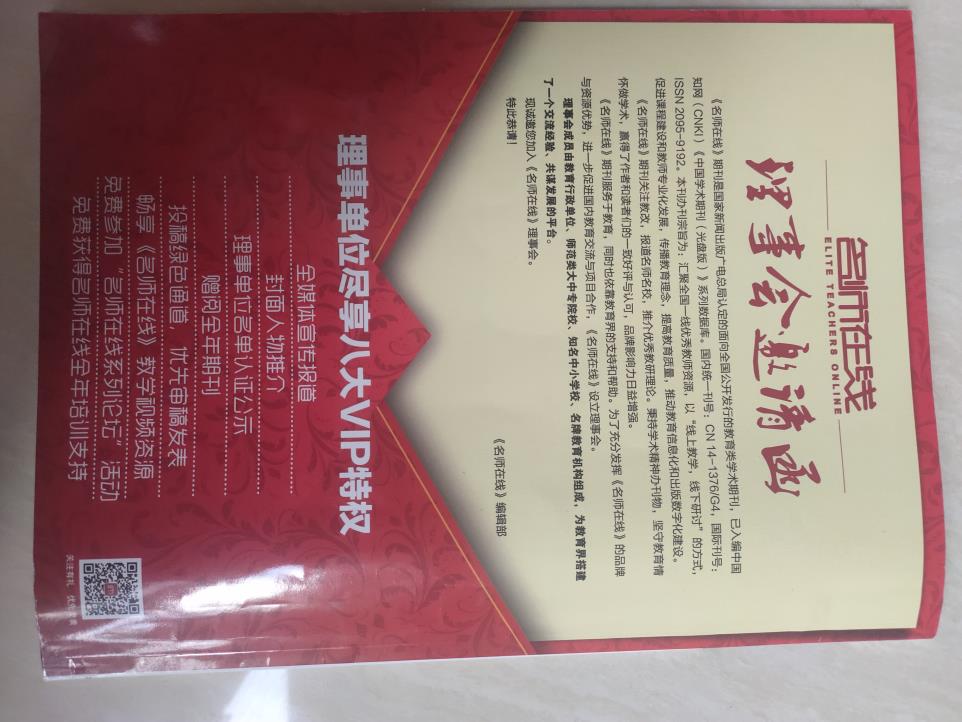 名师在线
ELITE TEACHERS ONLINE
理事会邀请函
《名师在线》期刊是国家新闻出版广电总局认定的面向全国公开发行的教育类学术期刊，已入编中国
知网（CNKI）《中国学术期刊（光盘版）》系列数据库。国内统一刊号：CN 14-1376/G4，国际刊号：
ISSN 2095-9192。本刊办刊宗旨为：汇聚全国一线优秀教师资源，以“线上教学，线下研讨”的方式，
促进课程建设和教师专业化发展，传播教育理念，提高教育质量，推动教育信息化和出版数字化建设。
《名师在线》期刊关注教改，报道名师名校，推介优秀教研理论。秉持学术精神办刊物，坚守教育情
怀做学术，赢得了作者和读者们的一致好评与认可，品牌影响力日益增强。
《名师在线》期刊服务于教育，同时也依靠教育界的支持和帮助。为了充分发挥《名师在线》的品牌
与资源优势，进一步促进国内教育交流与项目合作，《名师在线》设立理事会。
理事会成员由教育行政单位、师范类大中专院校、知名中小学校、名牌教育机构组成，为教育界搭建
了一个交流经验、共谋发展的平台。
现诚邀您加入《名师在线》理事会。
特此恭请！
《名师在线》编辑部
理事单位尽享八大VIP特权
全媒体宣传报道
封面人物推介
理事单位名单认证公示
赠阅全年期刊
投稿绿色通道，优先审稿发表
畅享《名师在线》教学视频资源
免费参加“名师在线系列论坛”活动
免费获得名师在线全年培训支持
关注有礼 优先发表